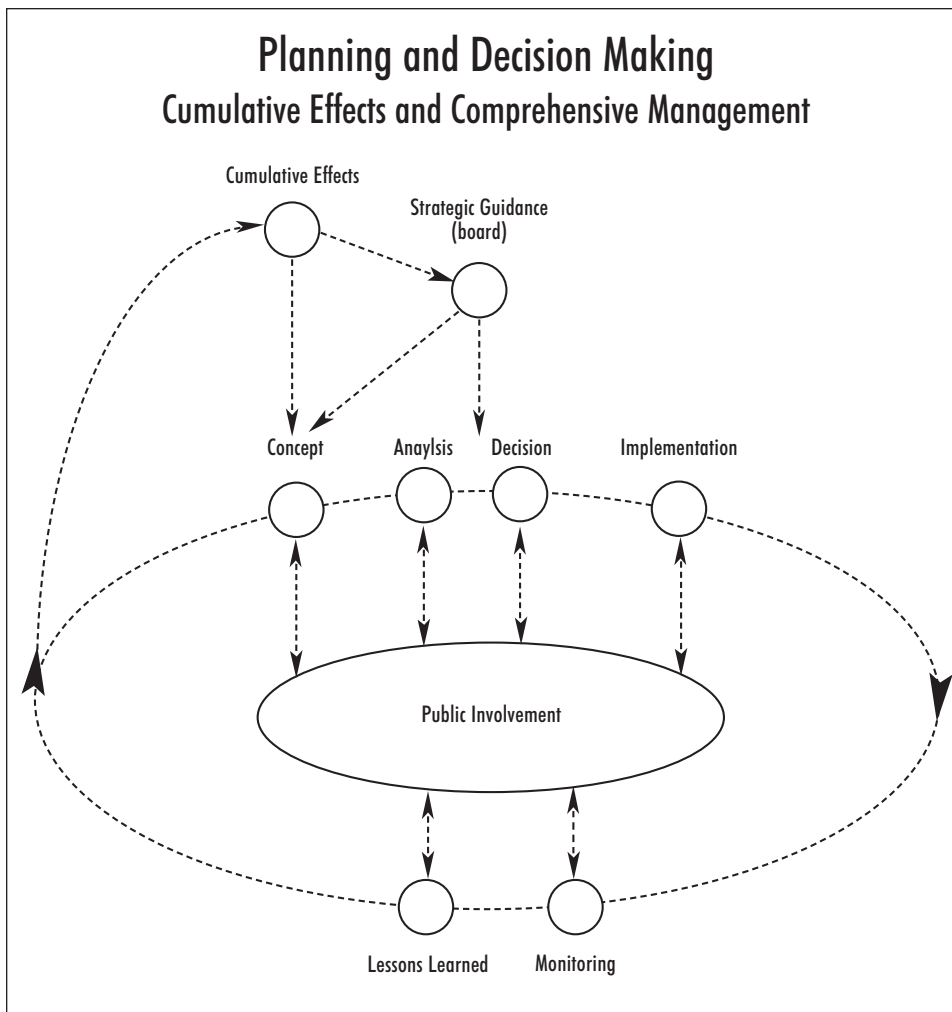 Planning and Decision Making
Cumulative Effects and Comprehensive Management
Cumulative Effects
Strategic Guidance
(board)
Concept
Anaylsis
Decision
Implementation
Public Involvement
Lessons Learned
Monitoring